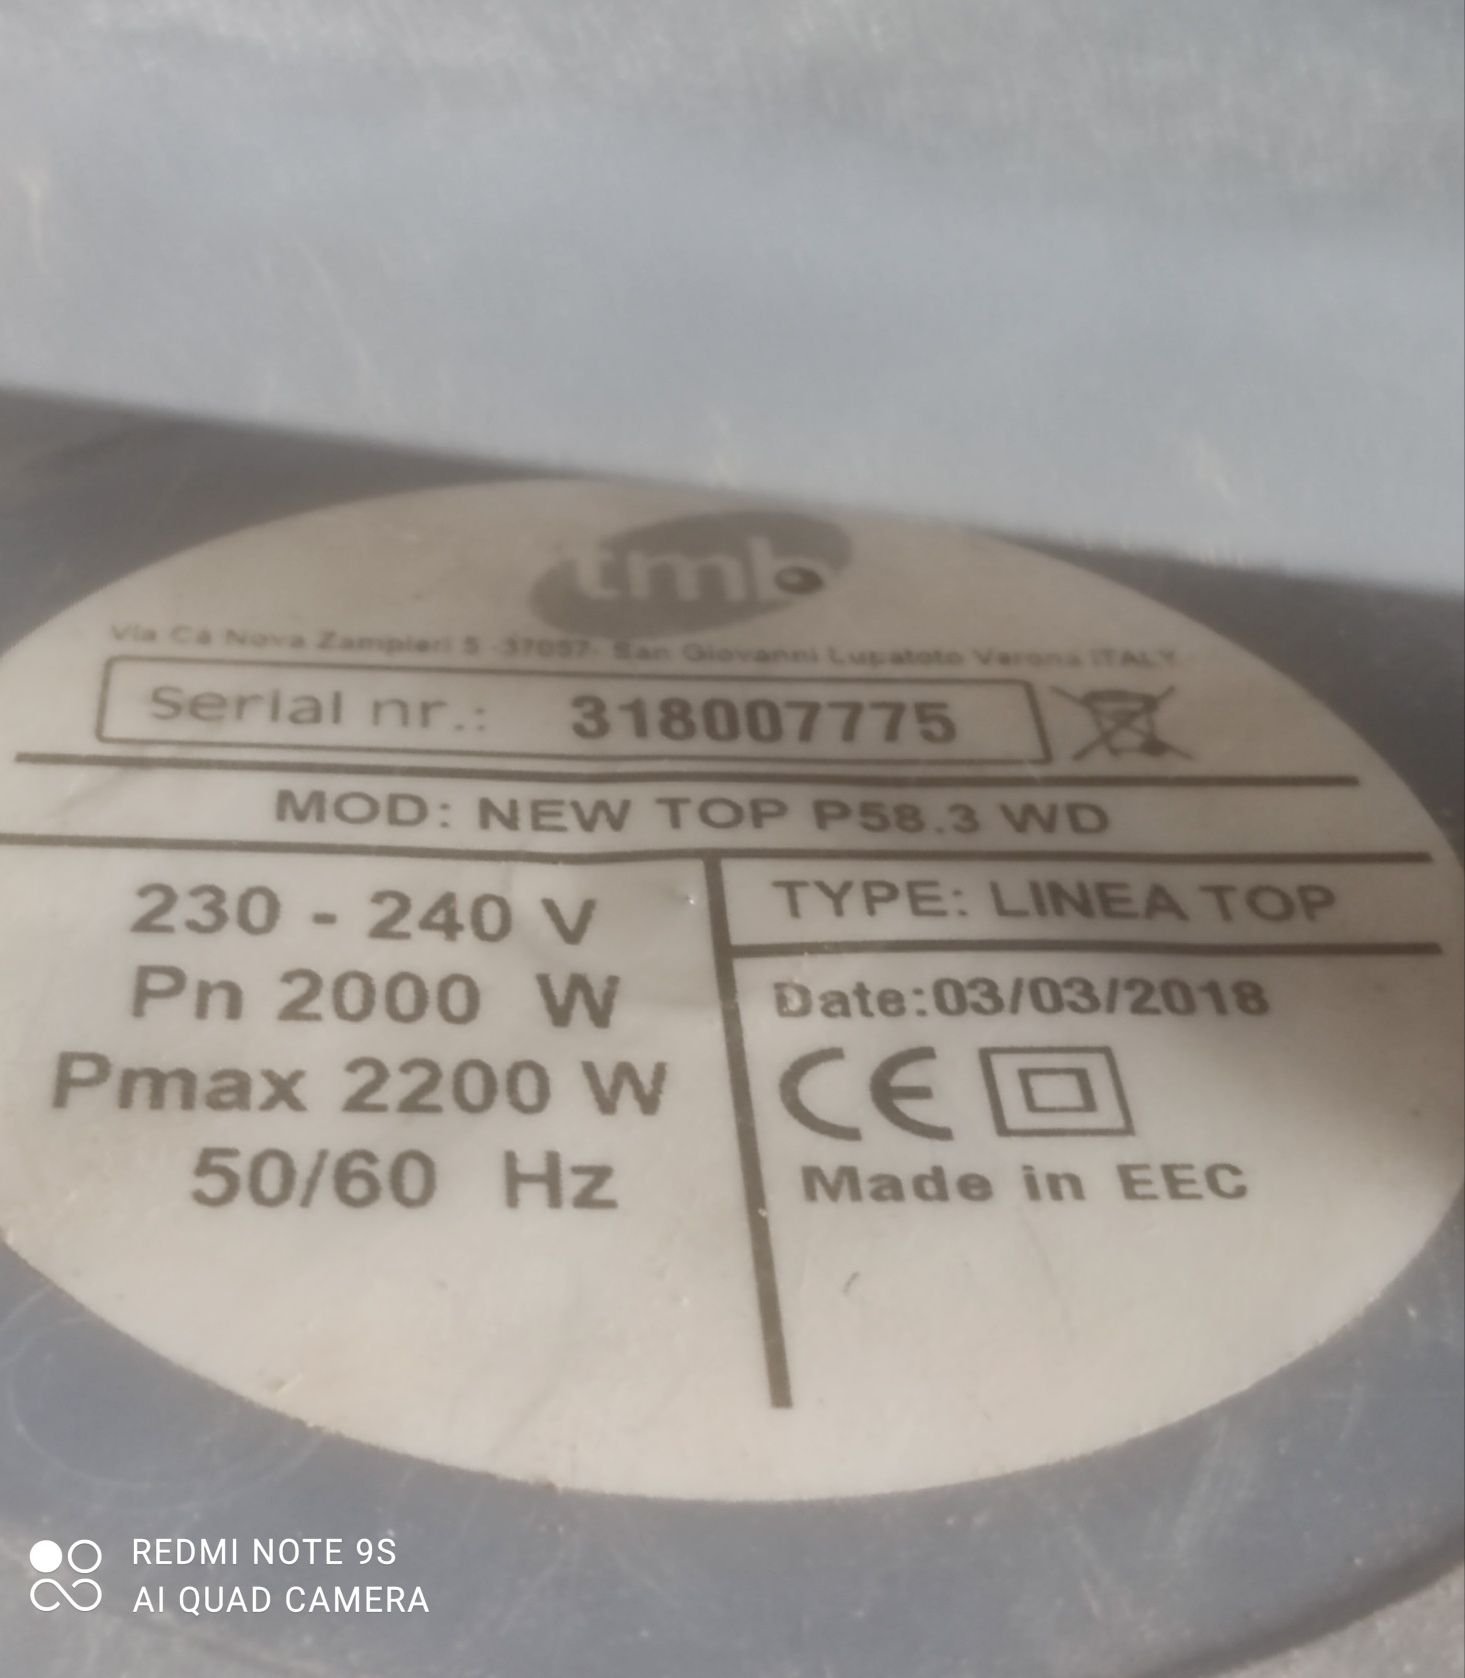 tmb
Via Cà Nova Zampieri 5 -37057- San Giovanni Lupatoto Verona ITALY
Serial nr.: 318007775
MOD: NEW TOP P58.3 WD
230 - 240 V
Pn 2000 W
Pmax 2200 W
50/60 Hz
TYPE: LINEA TOP
Date:03/03/2018
CE
Made in EEC
REDMI NOTE 9S
AI QUAD CAMERA